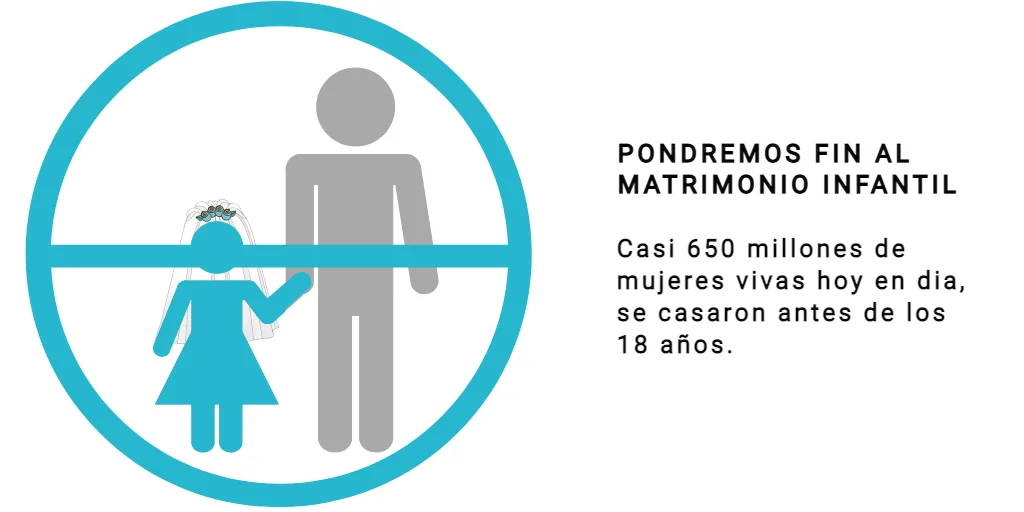 PONDREMOS FIN AL
MATRIMONIO INFANTIL
Casi 650 millones de
mujeres vivas hoy en dia,
se casaron antes de los
18 años.